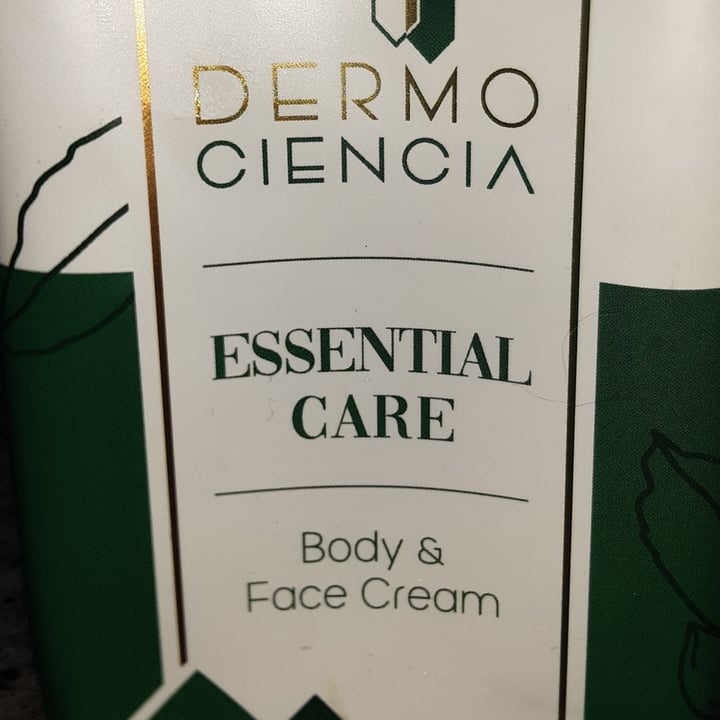 DERMO
CIENCIA
ESSENTIAL
CARE
Body &
Face Cream